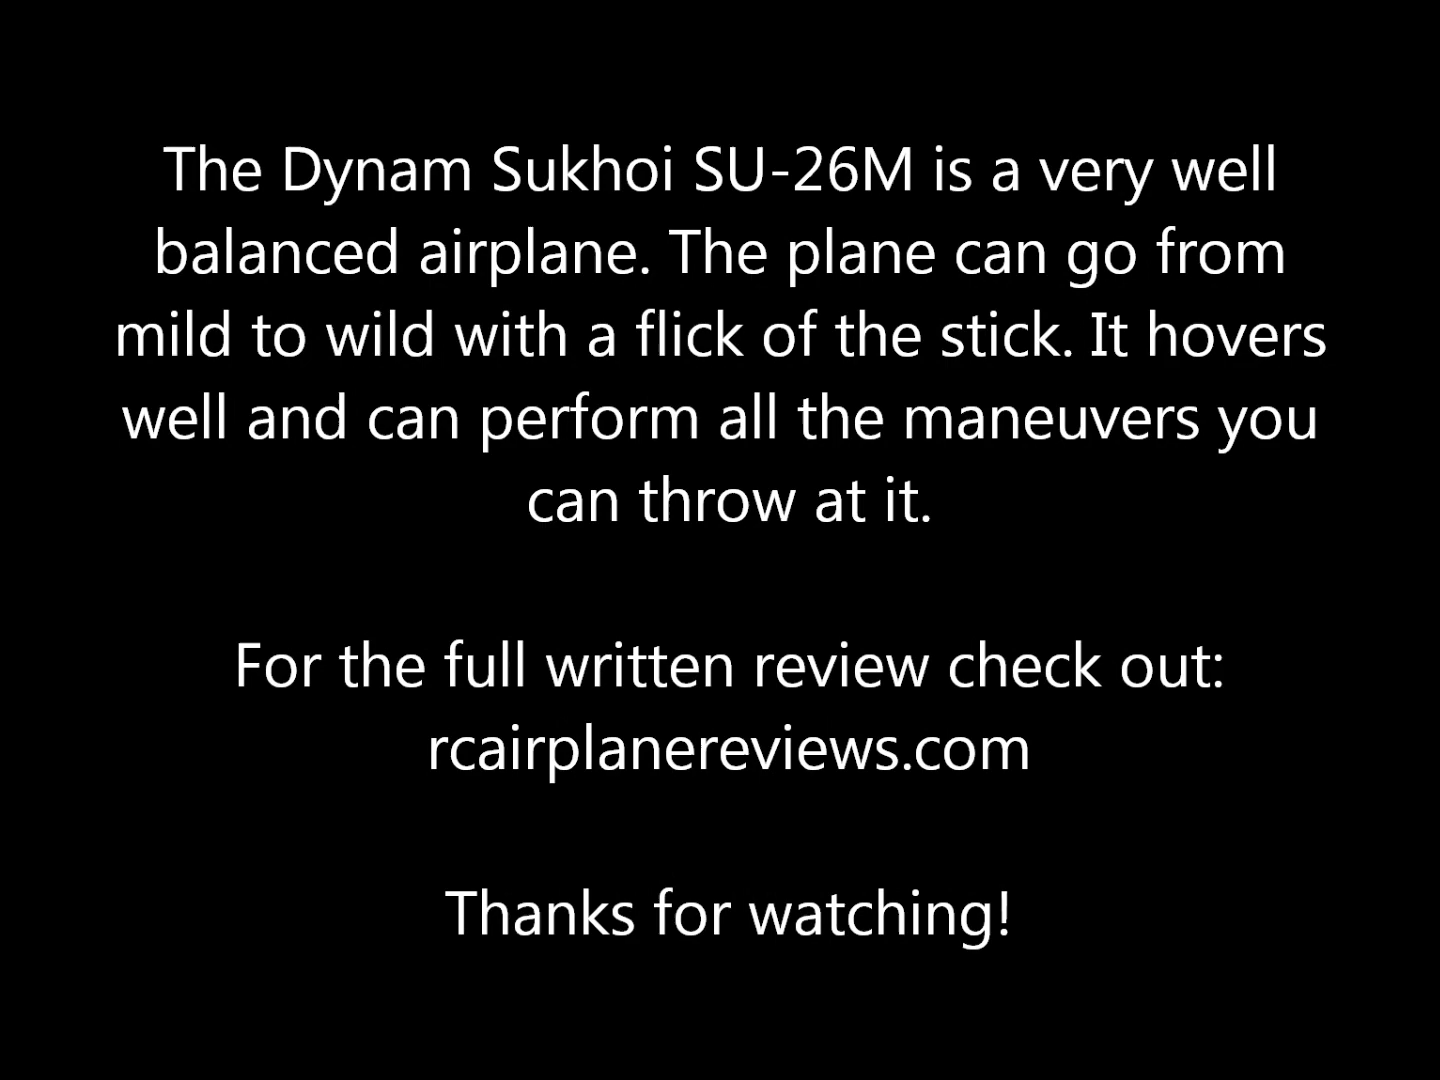 The Dynam Sukhoi SU-26M is a very well
balanced airplane. The plane can go from
mild to wild with a flick of the stick. It hovers
well and can perform all the maneuvers you
can throw at it.
For the full written review check out:
rcairplanereviews.com
Thanks for watching!